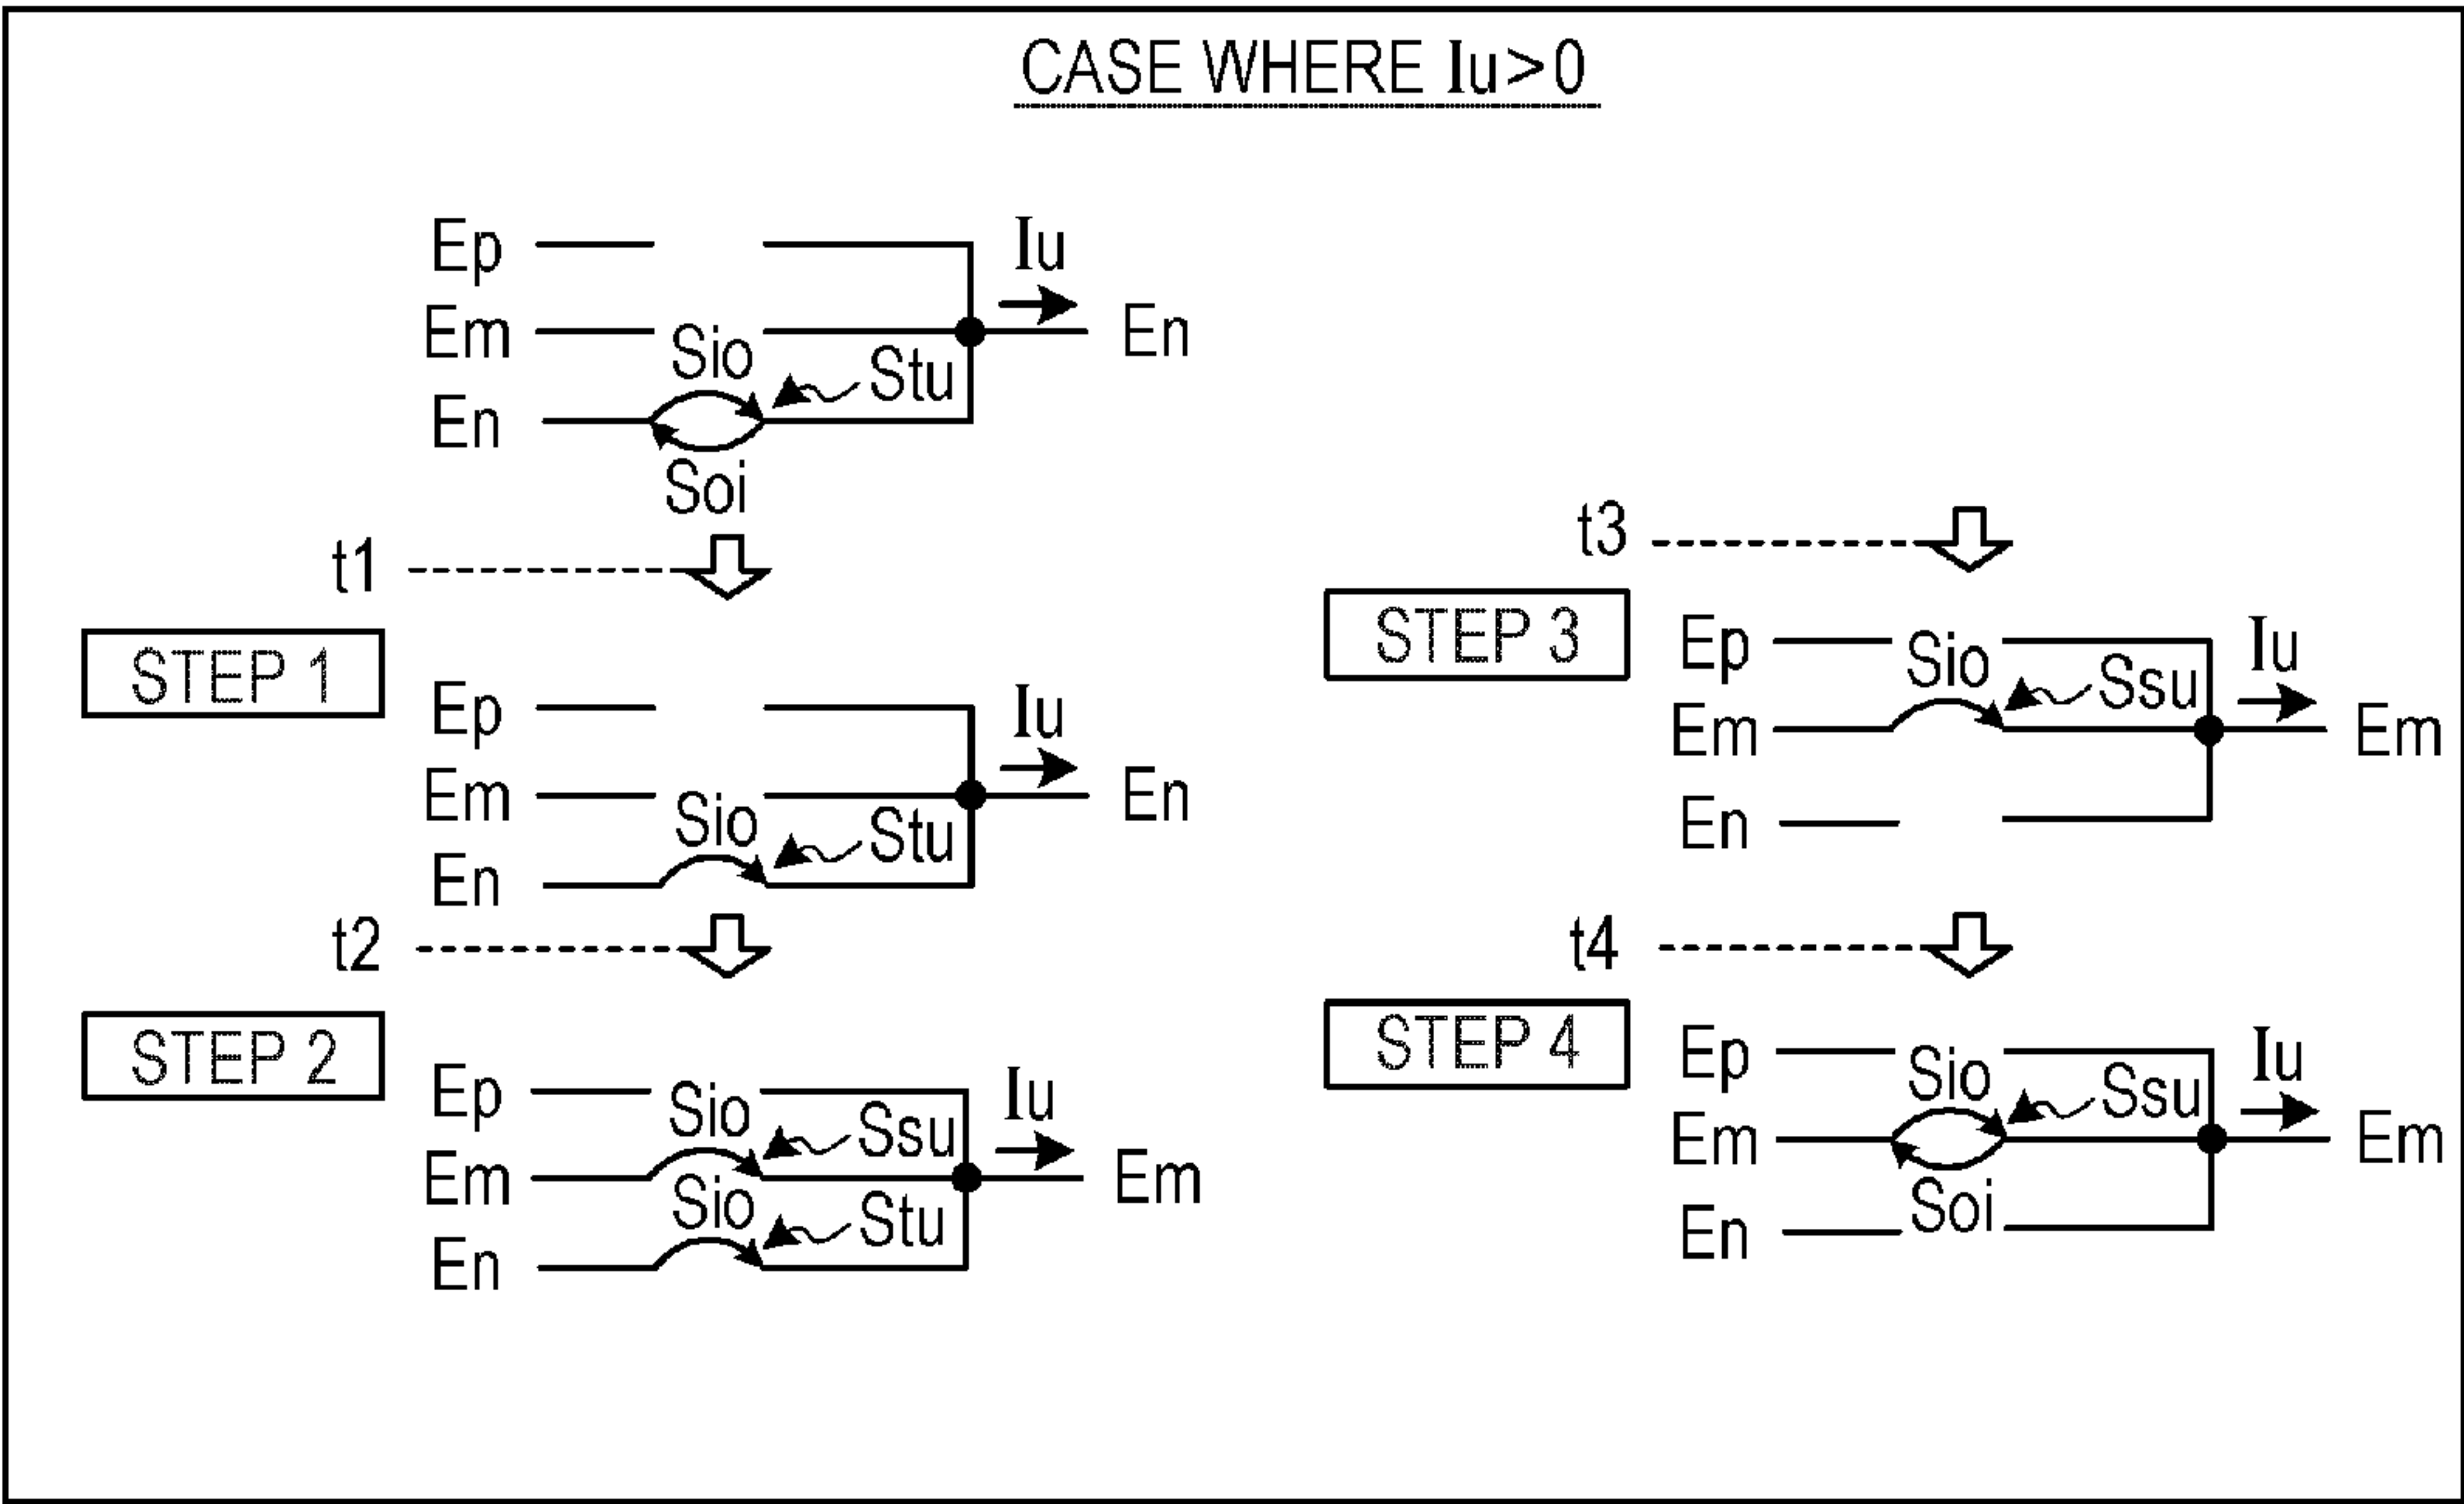 CASE WHERE Iu>0
Ep
Iu
Em
Sio
En
Stu
En
Soi
t1
STEP 1
Ep
Iu
Em
Sio
En
Stu
En
t2
STEP 2
Ep
Sio
Iu
Ssu
Em
Em
Sio
Stu
En
t3
STEP 3
Ep
Sio
Iu
Ssu
Em
Em
En
t4
STEP 4
Ep
Sio
Iu
Ssu
Em
Em
Soi
En